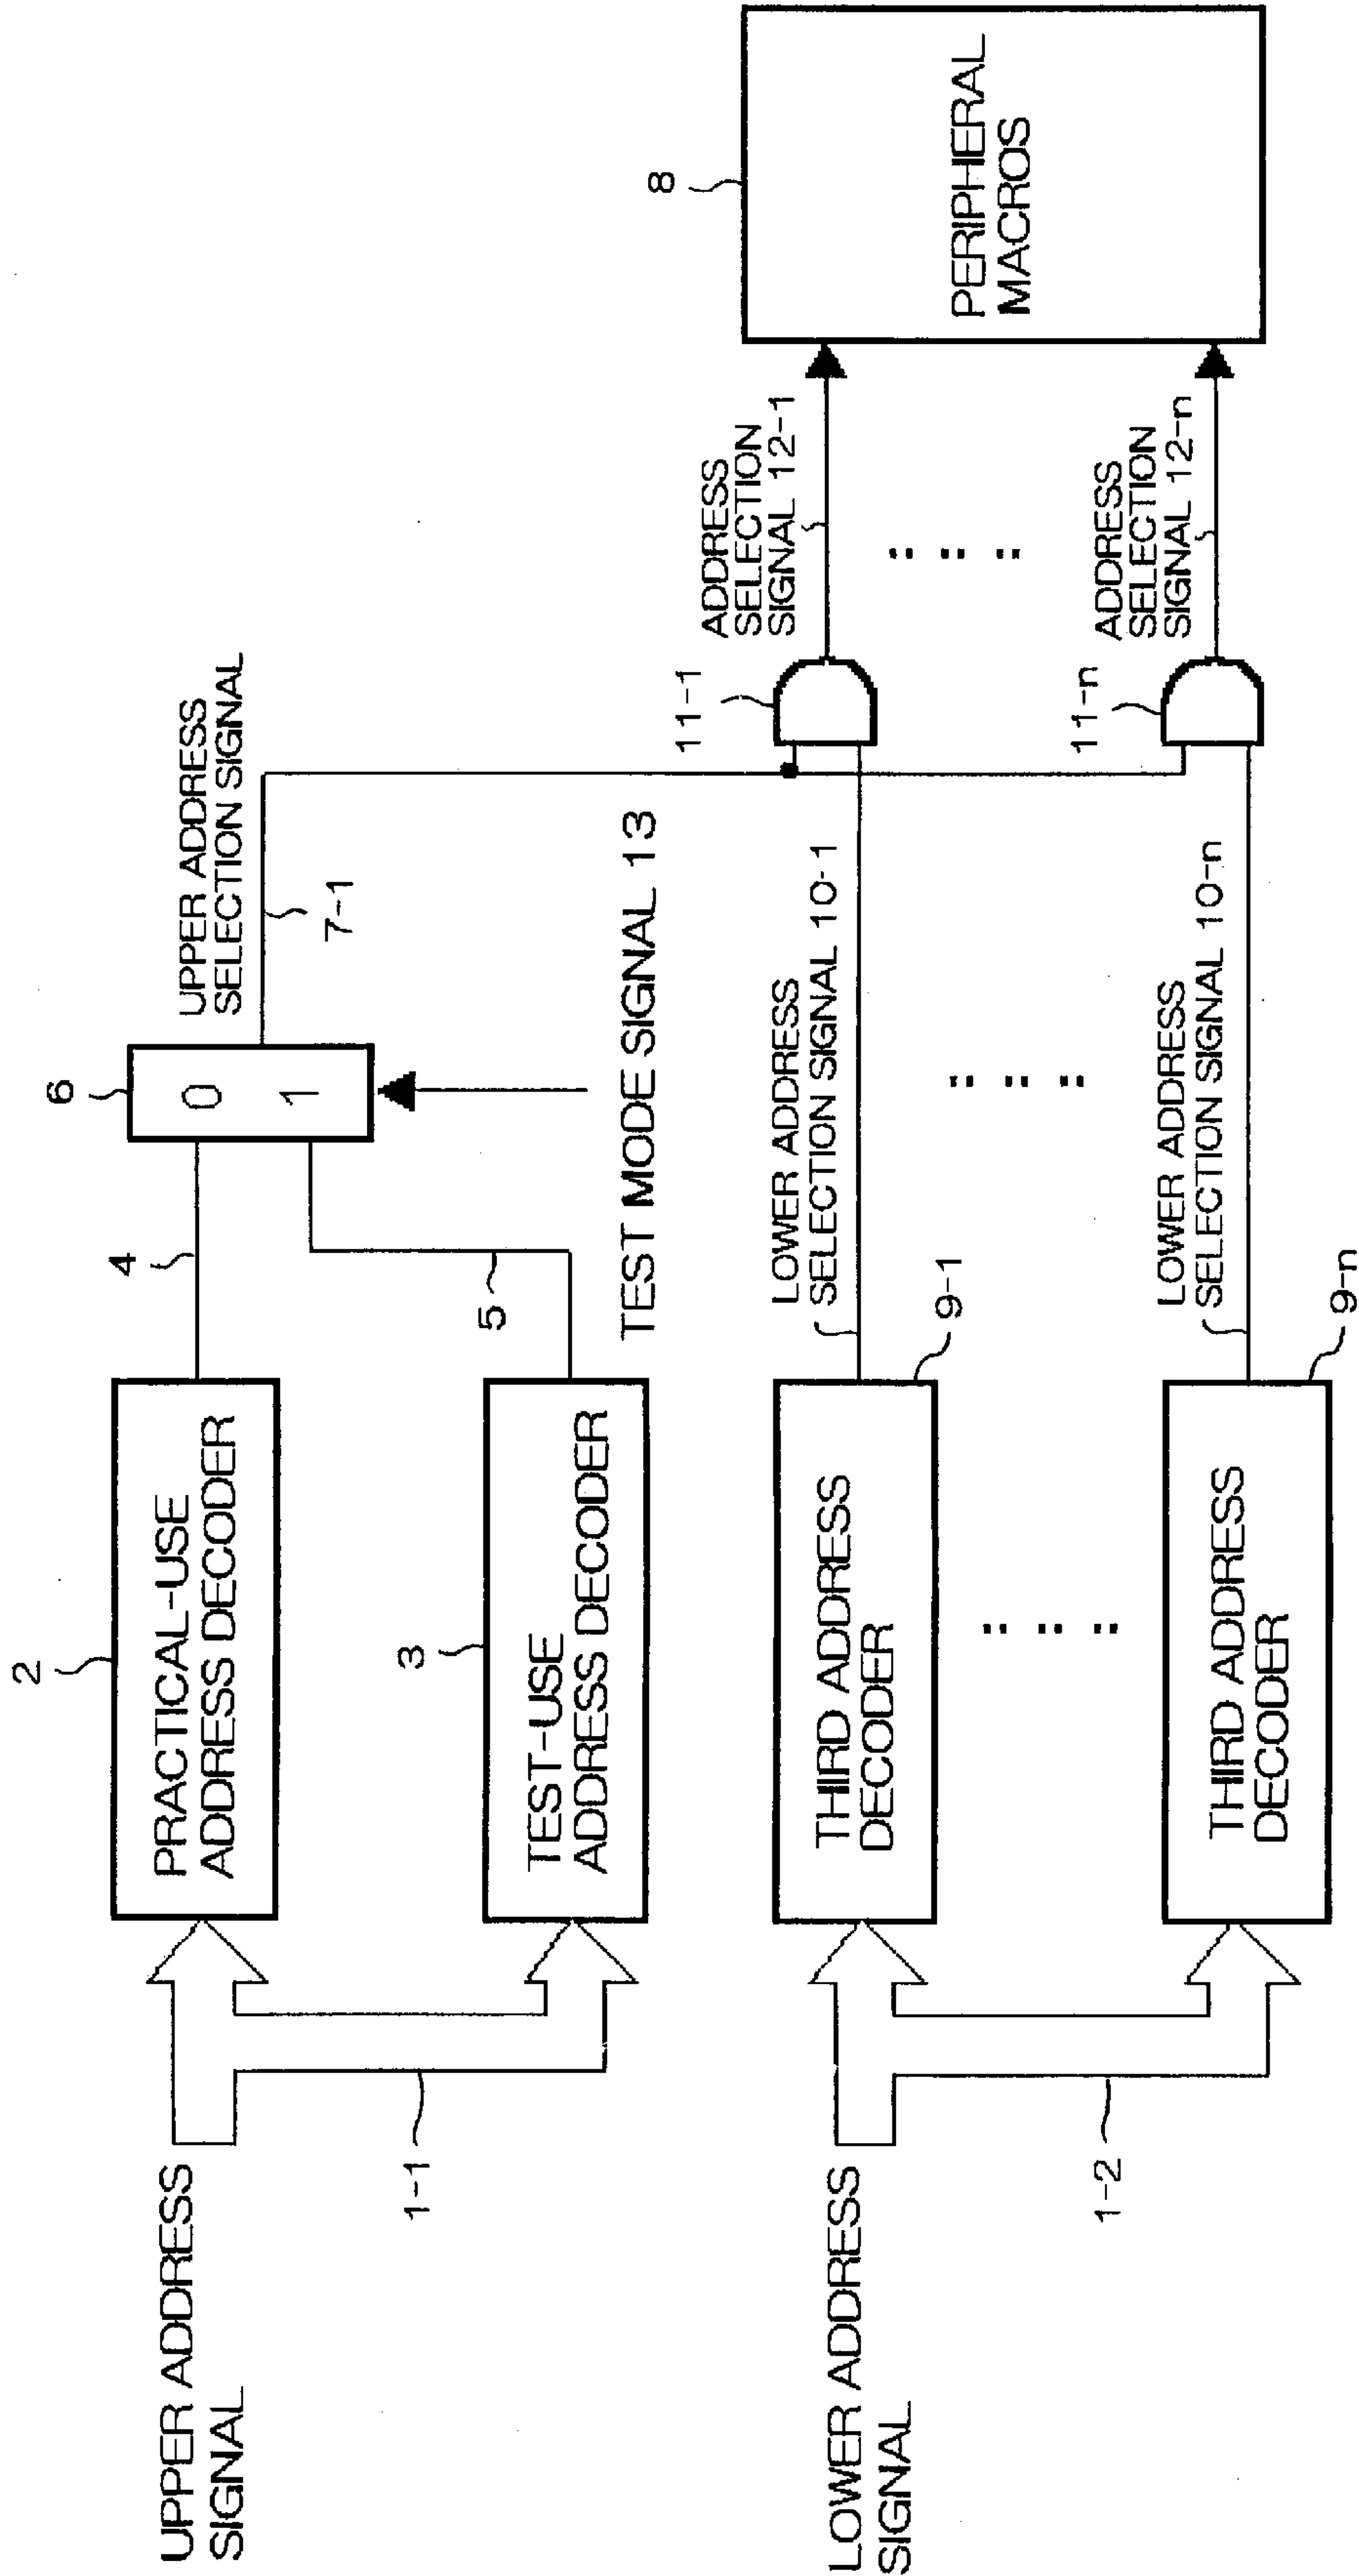 UPPER ADDRESS
SIGNAL
1-1
2
PRACTICAL-USE
ADDRESS DECODER
3
TEST-USE
ADDRESS DECODER
4
5
6
0
1
UPPER ADDRESS
SELECTION SIGNAL
7-1
TEST MODE SIGNAL 13
LOWER ADDRESS
SIGNAL
1-2
THIRD ADDRESS
DECODER
9-1
THIRD ADDRESS
DECODER
9-n
LOWER ADDRESS
SELECTION SIGNAL 10-1
LOWER ADDRESS
SELECTION SIGNAL 10-n
11-1
11-n
ADDRESS
SELECTION
SIGNAL 12-1
ADDRESS
SELECTION
SIGNAL 12-n
8
PERIPHERAL
MACROS